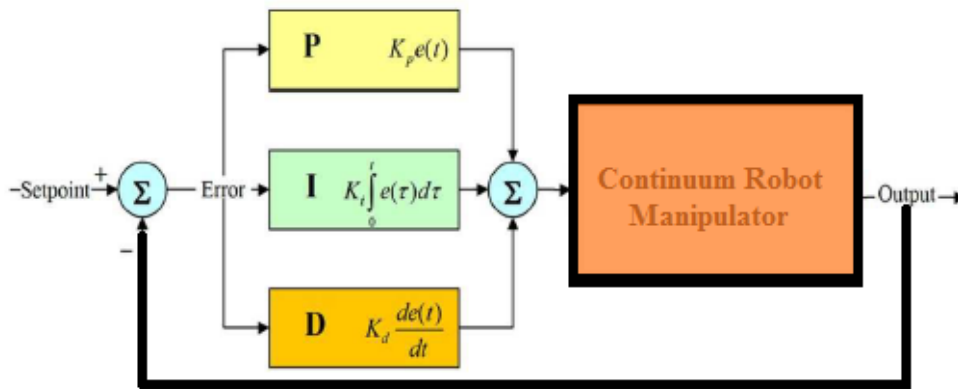 P K_p e(t)
–Setpoint
+
Σ
–
Error
I K_i ∫_0^t e(τ)dτ
Σ
Continuum Robot
Manipulator
Output
D K_d de(t)/dt